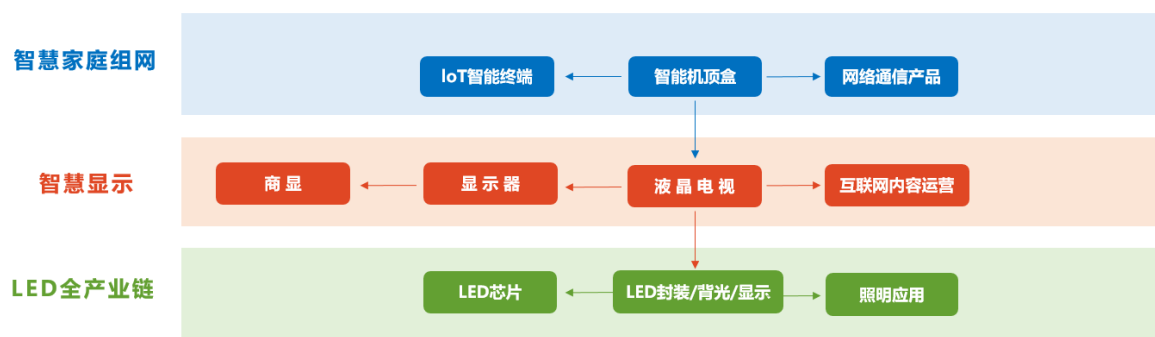 智慧家庭组网
IoT智能终端
智能机顶盒
网络通信产品
智慧显示
商显
显示器
液晶电视
互联网内容运营
LED全产业链
LED芯片
LED封装/背光/显示
照明应用